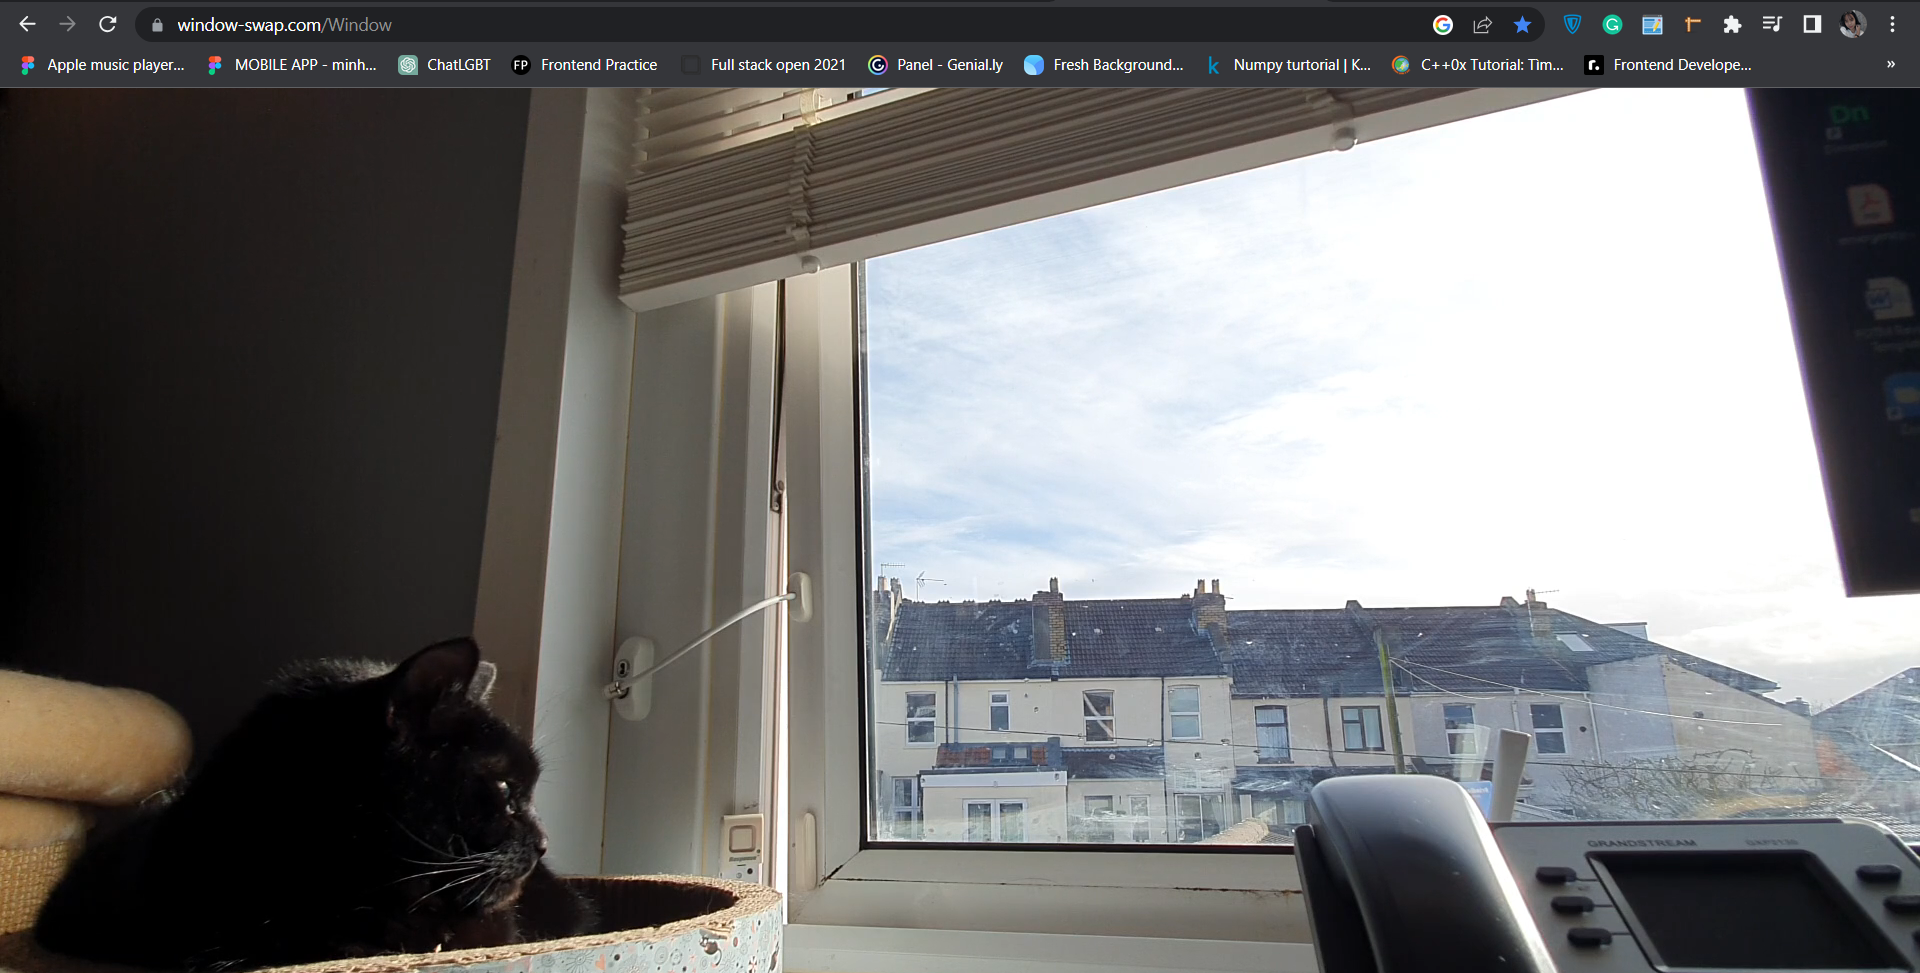 window-swap.com/Window
Apple music player... MOBILE APP - minh... ChatLGBT FP Frontend Practice Full stack open 2021 Panel - Genial.ly Fresh Background... k Numpy turtorial | K... C++0x Tutorial: Tim... r. Frontend Develope... »
Dn
GRANDSTREAM